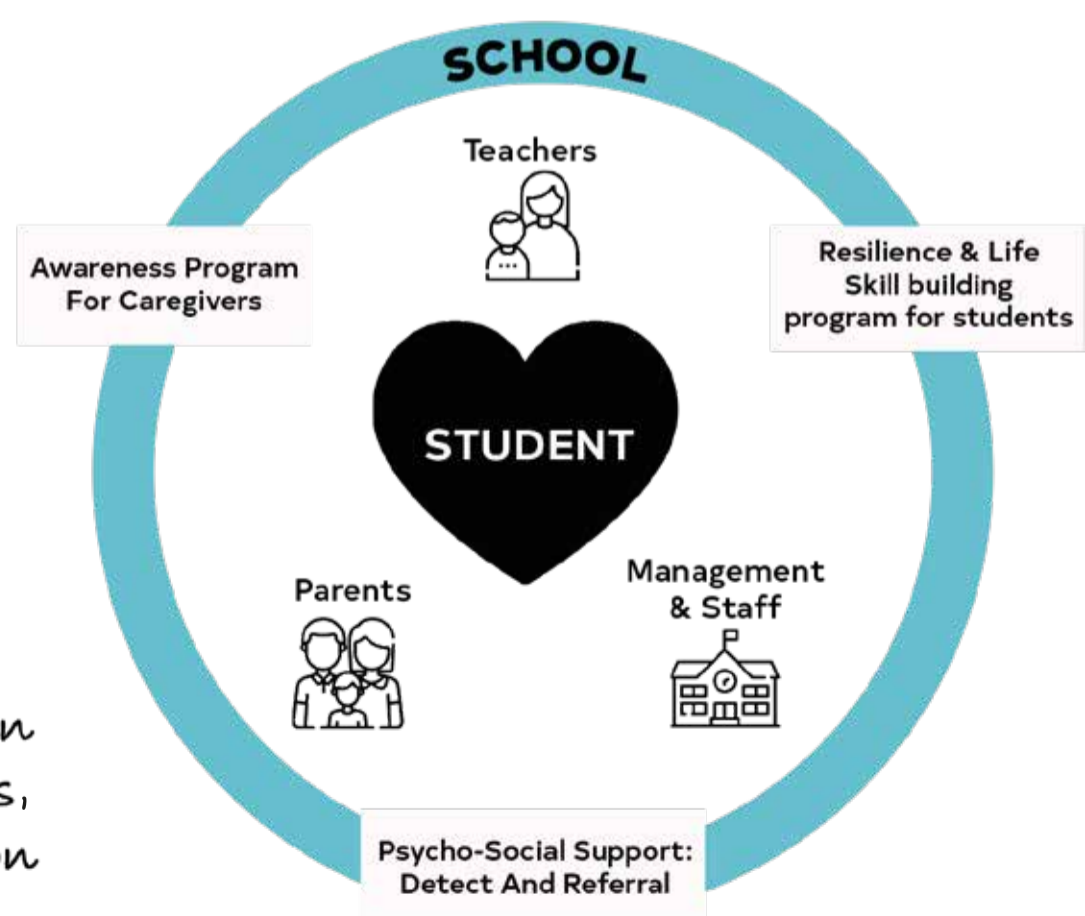 SCHOOL
Teachers
Awareness Program
For Caregivers
Resilience & Life
Skill building
program for students
STUDENT
Parents
Management
& Staff
Psycho-Social Support:
Detect And Referral